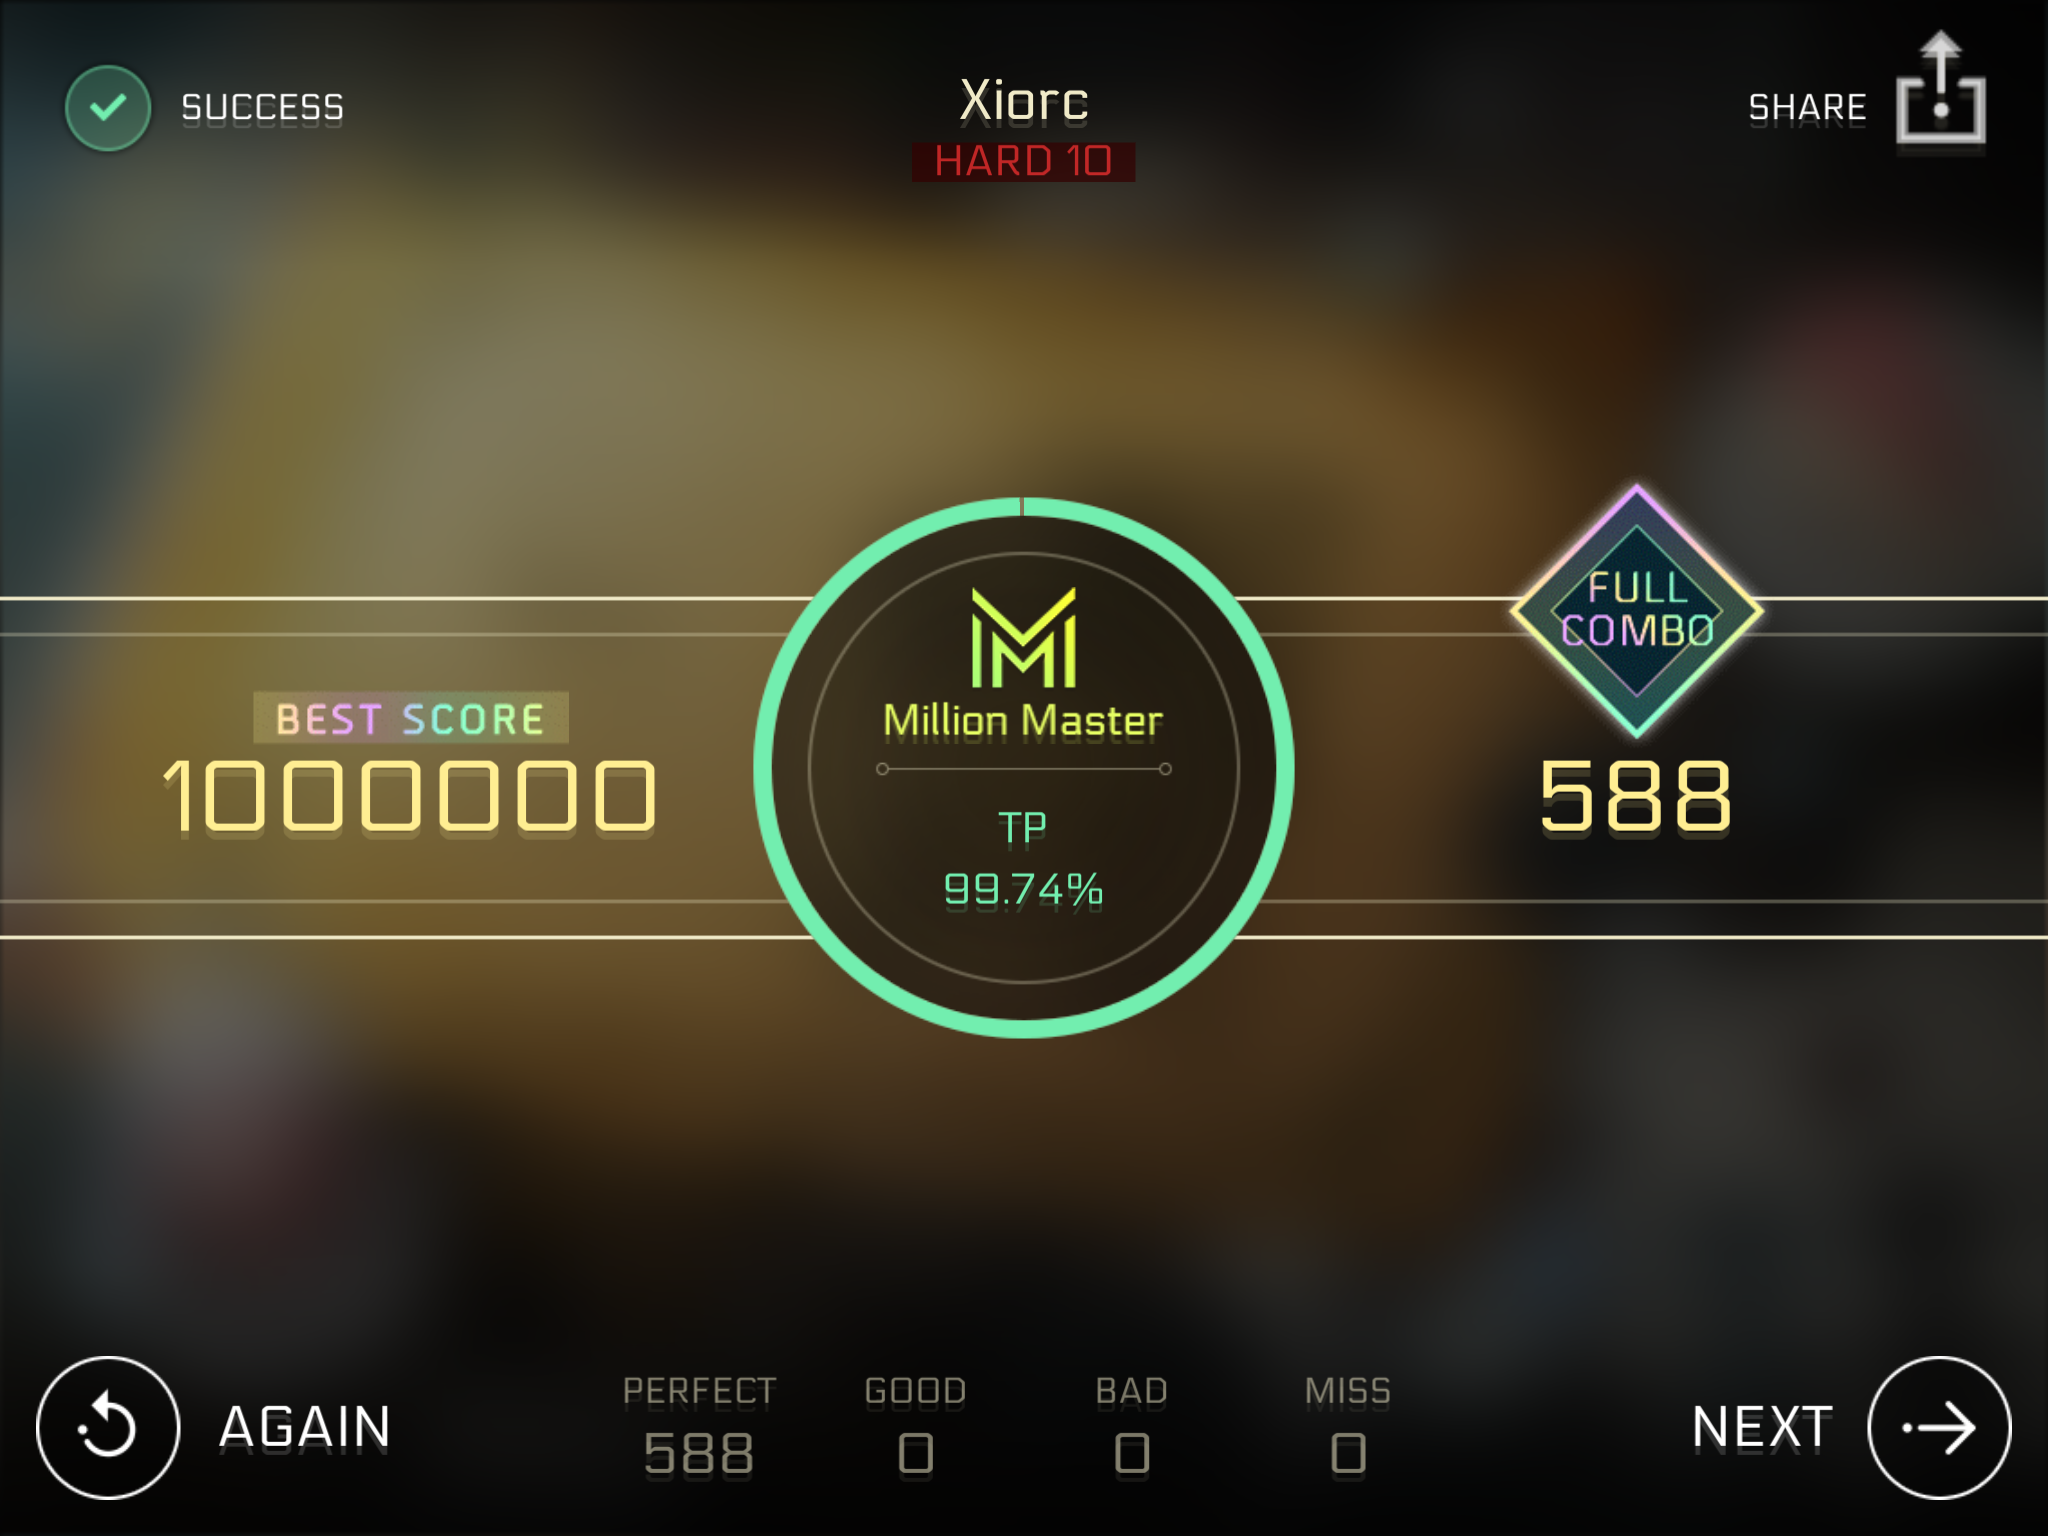 SUCCESS
Xiorc
HARD 10
SHARE
FULL
COMBO
BEST SCORE
1000000
Million Master
TP
99.74%
588
AGAIN
PERFECT GOOD BAD MISS
588 0 0 0
NEXT